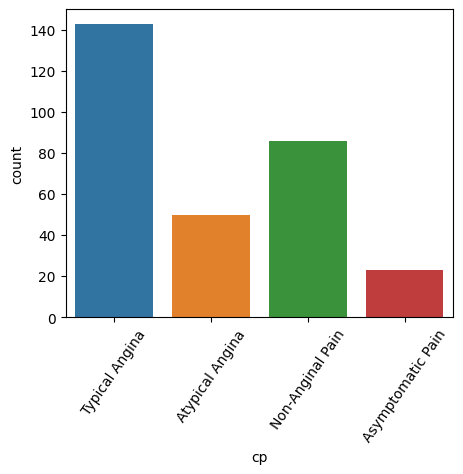 140
120
100
80
60
40
20
0
count
Typical Angina
Atypical Angina
Non-Anginal Pain
Asymptomatic Pain
cp